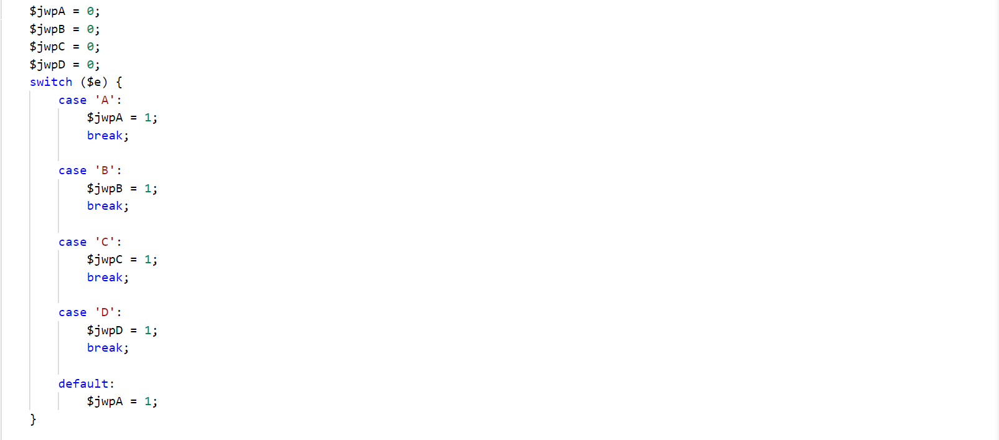 $jwpA = 0;
$jwpB = 0;
$jwpC = 0;
$jwpD = 0;
switch ($e) {
    case 'A':
        $jwpA = 1;
        break;

    case 'B':
        $jwpB = 1;
        break;

    case 'C':
        $jwpC = 1;
        break;

    case 'D':
        $jwpD = 1;
        break;

    default:
        $jwpA = 1;
}